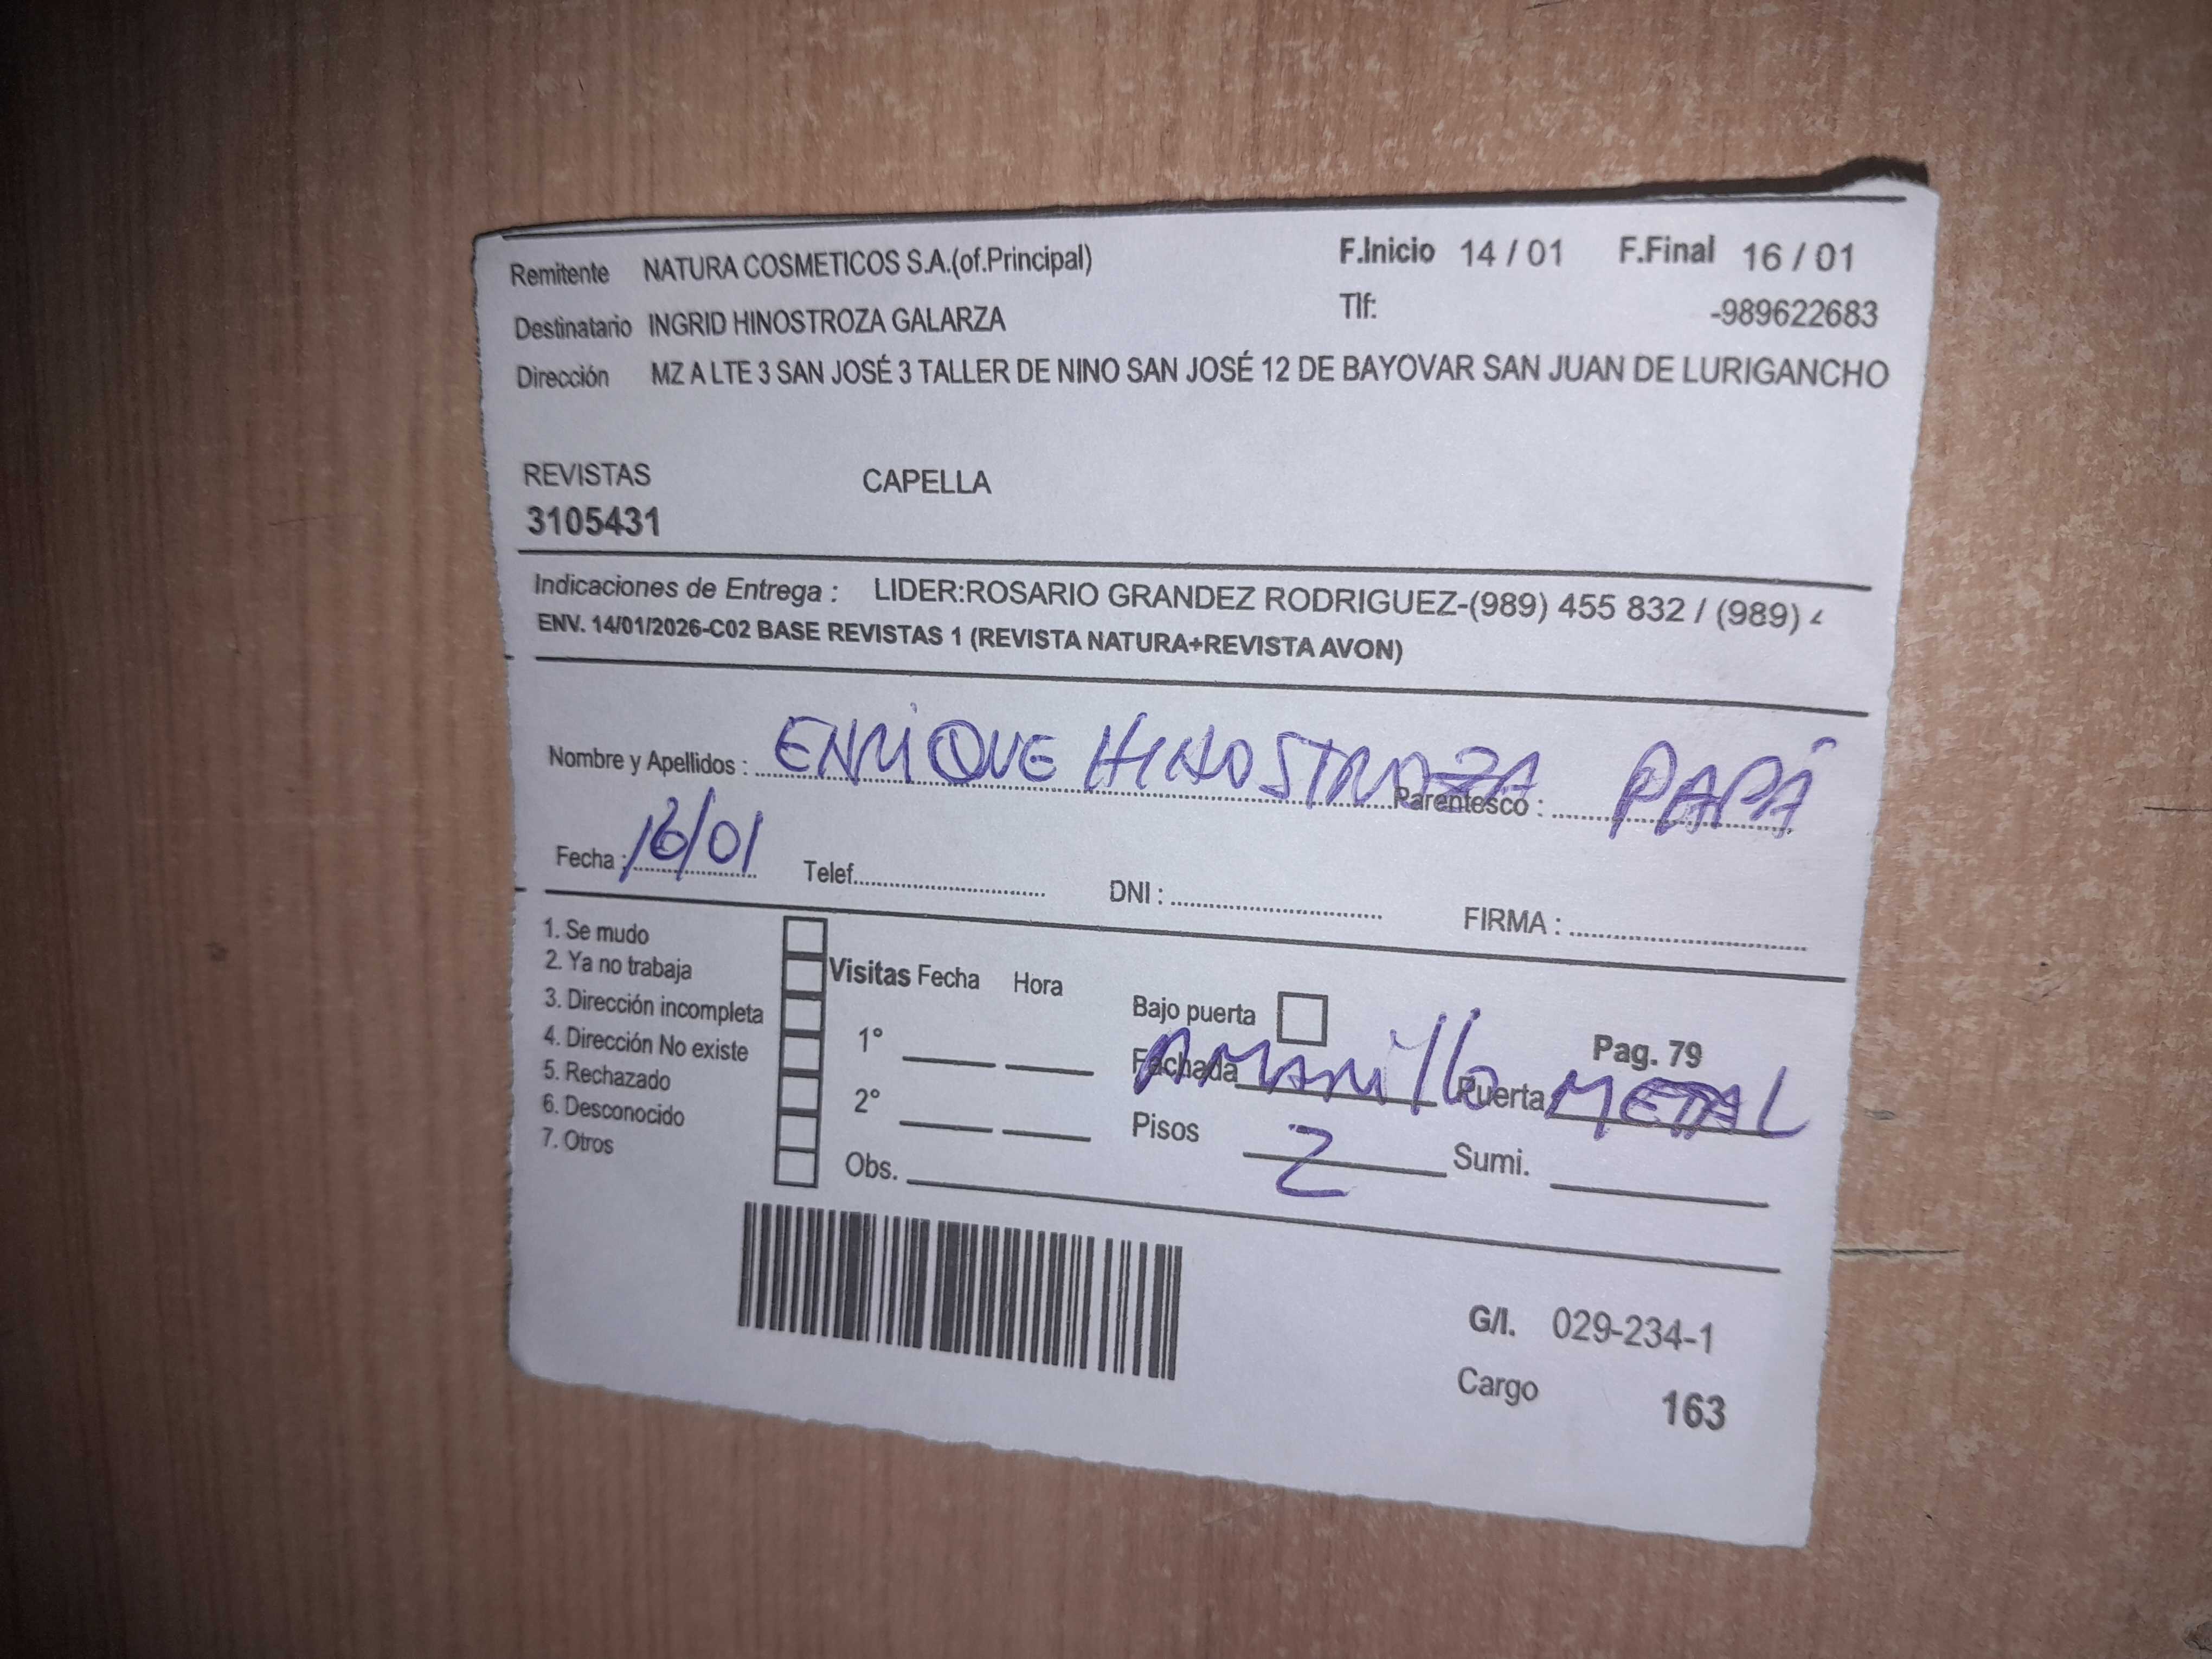 Remitente NATURA COSMETICOS S.A.(of.Principal) F.Inicio 14 / 01 F.Final 16 / 01
Destinatario INGRID HINOSTROZA GALARZA Tlf: -989622683
Dirección MZ A LTE 3 SAN JOSÉ 3 TALLER DE NINO SAN JOSÉ 12 DE BAYOVAR SAN JUAN DE LURIGANCHO
REVISTAS CAPELLA
3105431
Indicaciones de Entrega : LIDER:ROSARIO GRANDEZ RODRIGUEZ-(989) 455 832 / (989)
ENV. 14/01/2026-C02 BASE REVISTAS 1 (REVISTA NATURA+REVISTA AVON)
Nombre y Apellidos : ENRIQUE HINOSTROZA Parentesco : PAPÁ
Fecha : 16/01 Telef. DNI : FIRMA :
1. Se mudo
2. Ya no trabaja Visitas Fecha Hora Bajo puerta
3. Dirección incompleta 1° Pag. 79
4. Dirección No existe Fachada AMARILLO Puerta METAL
5. Rechazado 2° Pisos 2 Sumi.
6. Desconocido
7. Otros Obs.
G/I. 029-234-1
Cargo 163